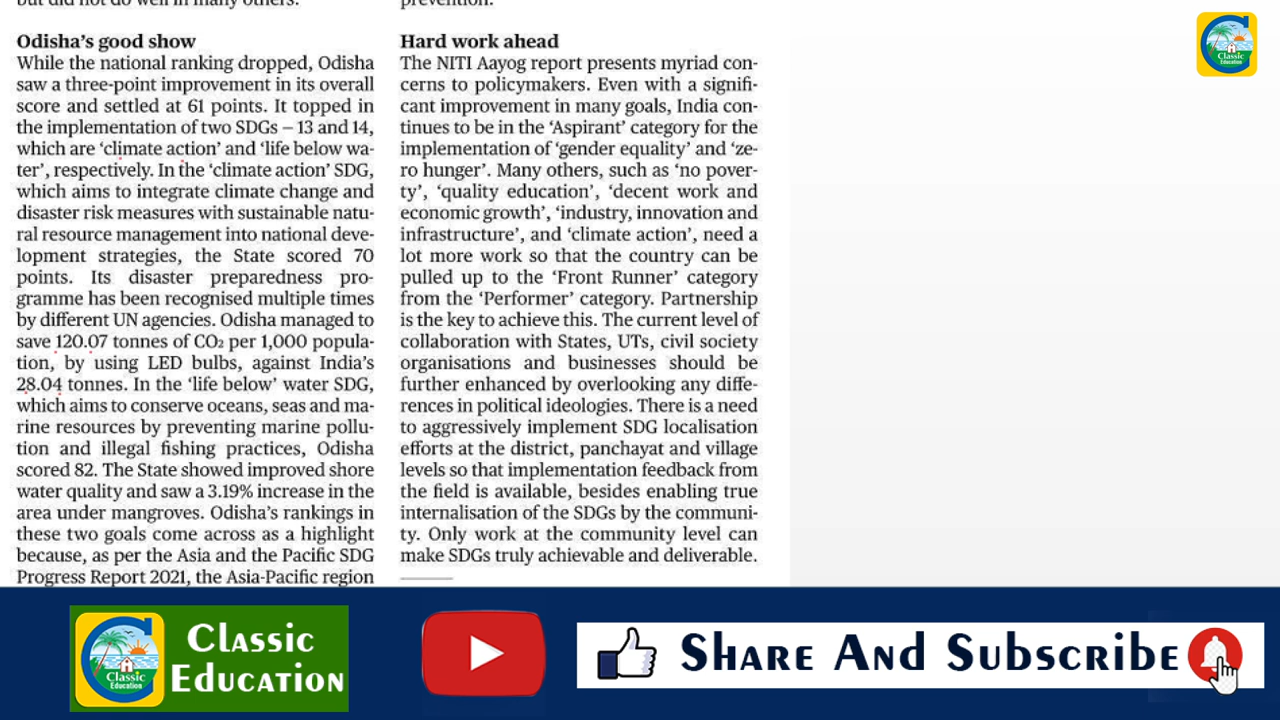 but did not do well in many others.
Odisha's good show
While the national ranking dropped, Odisha
saw a three-point improvement in its overall
score and settled at 61 points. It topped in
the implementation of two SDGs – 13 and 14,
which are 'climate action' and 'life below wa-
ter', respectively. In the 'climate action' SDG,
which aims to integrate climate change and
disaster risk measures with sustainable natu-
ral resource management into national deve-
lopment strategies, the State scored 70
points. Its disaster preparedness pro-
gramme has been recognised multiple times
by different UN agencies. Odisha managed to
save 120.07 tonnes of CO₂ per 1,000 popula-
tion, by using LED bulbs, against India's
28.04 tonnes. In the 'life below' water SDG,
which aims to conserve oceans, seas and ma-
rine resources by preventing marine pollu-
tion and illegal fishing practices, Odisha
scored 82. The State showed improved shore
water quality and saw a 3.19% increase in the
area under mangroves. Odisha's rankings in
these two goals come across as a highlight
because, as per the Asia and the Pacific SDG
Progress Report 2021, the Asia-Pacific region
prevention.
Hard work ahead
The NITI Aayog report presents myriad con-
cerns to policymakers. Even with a signifi-
cant improvement in many goals, India con-
tinues to be in the 'Aspirant' category for the
implementation of 'gender equality' and 'ze-
ro hunger'. Many others, such as 'no pover-
ty', 'quality education', 'decent work and
economic growth', 'industry, innovation and
infrastructure', and 'climate action', need a
lot more work so that the country can be
pulled up to the 'Front Runner' category
from the 'Performer' category. Partnership
is the key to achieve this. The current level of
collaboration with States, UTs, civil society
organisations and businesses should be
further enhanced by overlooking any diffe-
rences in political ideologies. There is a need
to aggressively implement SDG localisation
efforts at the district, panchayat and village
levels so that implementation feedback from
the field is available, besides enabling true
internalisation of the SDGs by the communi-
ty. Only work at the community level can
make SDGs truly achievable and deliverable.
Classic
Education
Classic
Education
Classic
Education
Share And Subscribe